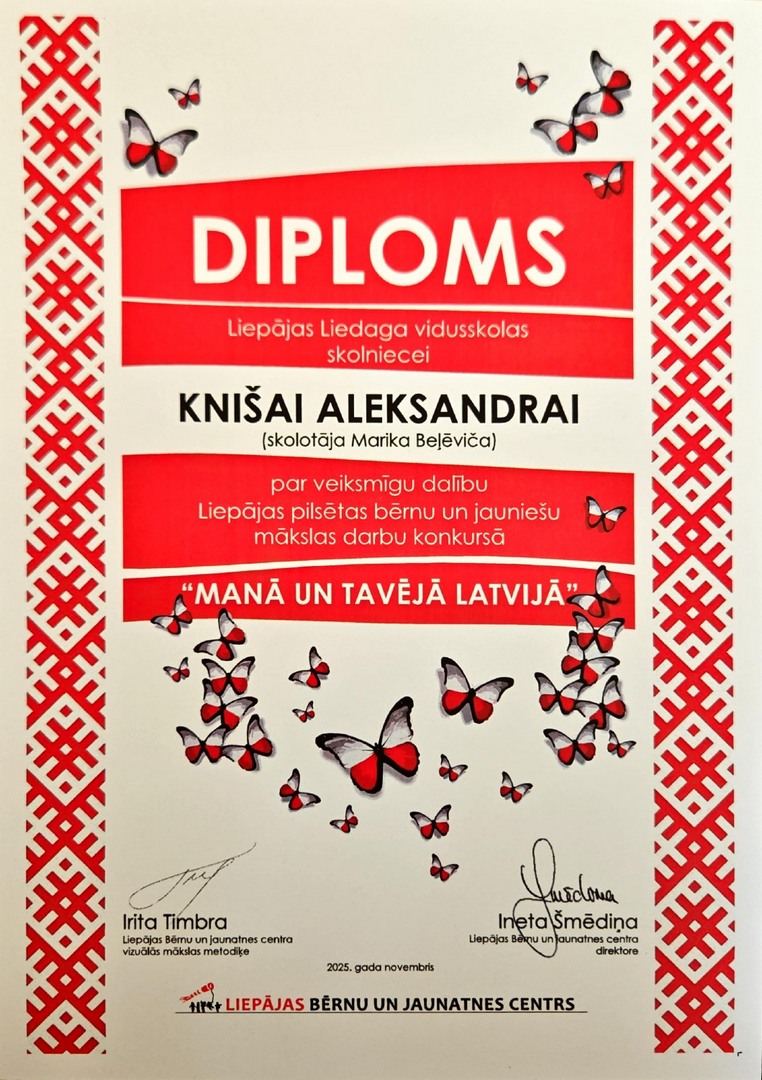 DIPLOMS
Liepājas Liedaga vidusskolas
skolniecei
KNIŠAI ALEKSANDRAI
(skolotāja Marika Beļēviča)
par veiksmīgu dalību
Liepājas pilsētas bērnu un jauniešu
mākslas darbu konkursā
“MANĀ UN TAVĒJĀ LATVIJĀ”
Irita Timbra
Liepājas Bērnu un jaunatnes centra
vizuālās mākslas metodiķe
Ineta Šmēdiņa
Liepājas Bērnu un jaunatnes centra
direktore
2025. gada novembris
LIEPĀJAS BĒRNU UN JAUNATNES CENTRS